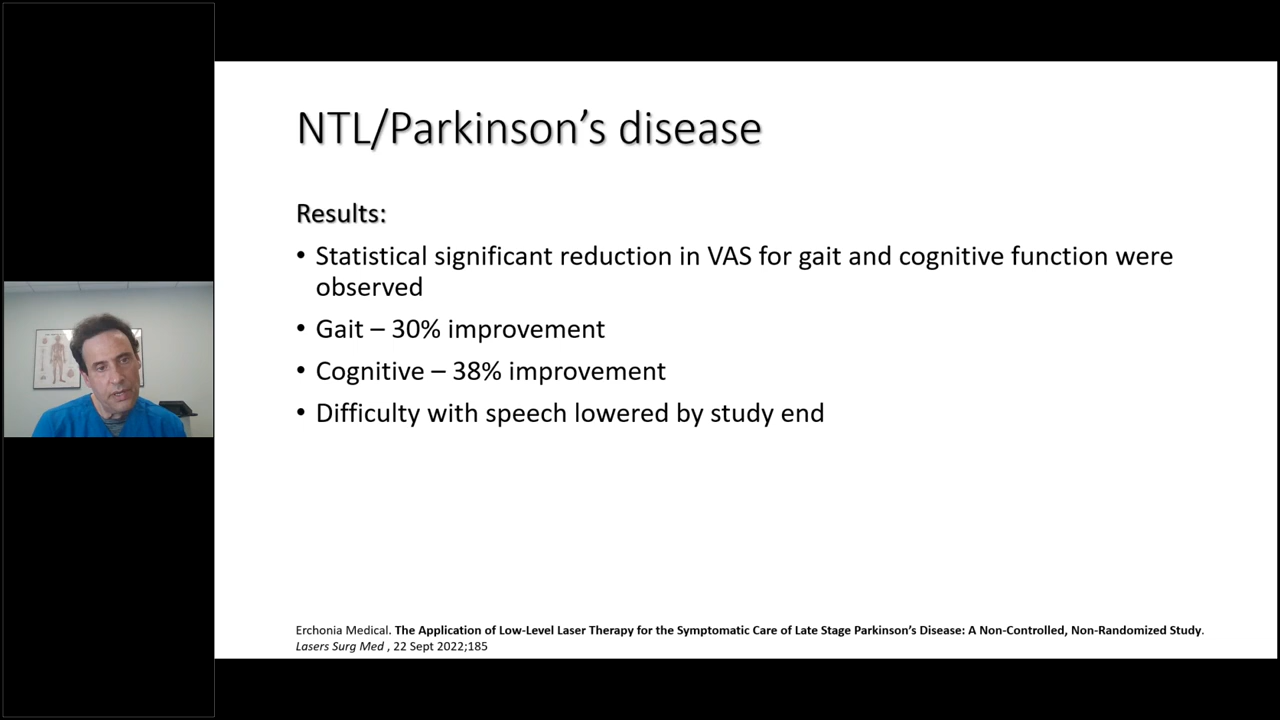 NTL/Parkinson’s disease
Results:
• Statistical significant reduction in VAS for gait and cognitive function were
observed
• Gait – 30% improvement
• Cognitive – 38% improvement
• Difficulty with speech lowered by study end
Erchonia Medical. The Application of Low-Level Laser Therapy for the Symptomatic Care of Late Stage Parkinson’s Disease: A Non-Controlled, Non-Randomized Study.
Lasers Surg Med , 22 Sept 2022;185